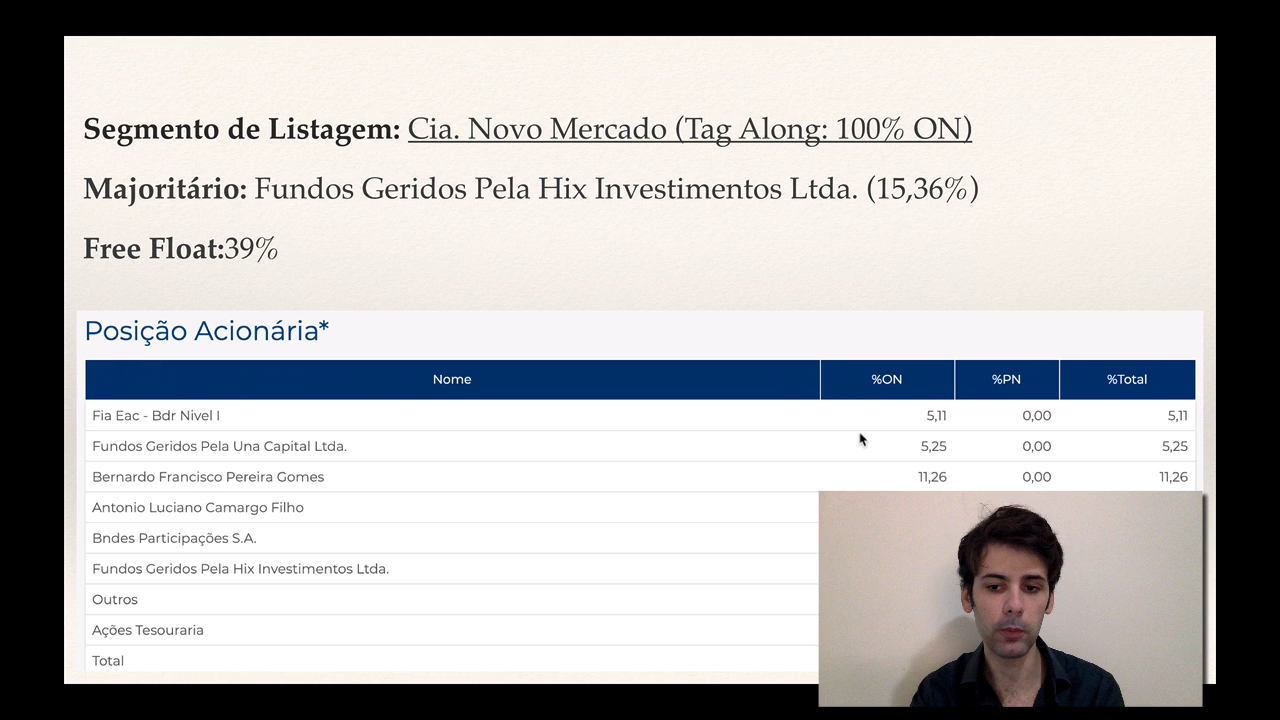 Segmento de Listagem: Cia. Novo Mercado (Tag Along: 100% ON)
Majoritário: Fundos Geridos Pela Hix Investimentos Ltda. (15,36%)
Free Float:39%
Posição Acionária*
Nome %ON %PN %Total
Fia Eac - Bdr Nivel I 5,11 0,00 5,11
Fundos Geridos Pela Una Capital Ltda. 5,25 0,00 5,25
Bernardo Francisco Pereira Gomes 11,26 0,00 11,26
Antonio Luciano Camargo Filho
Bndes Participações S.A.
Fundos Geridos Pela Hix Investimentos Ltda.
Outros
Ações Tesouraria
Total